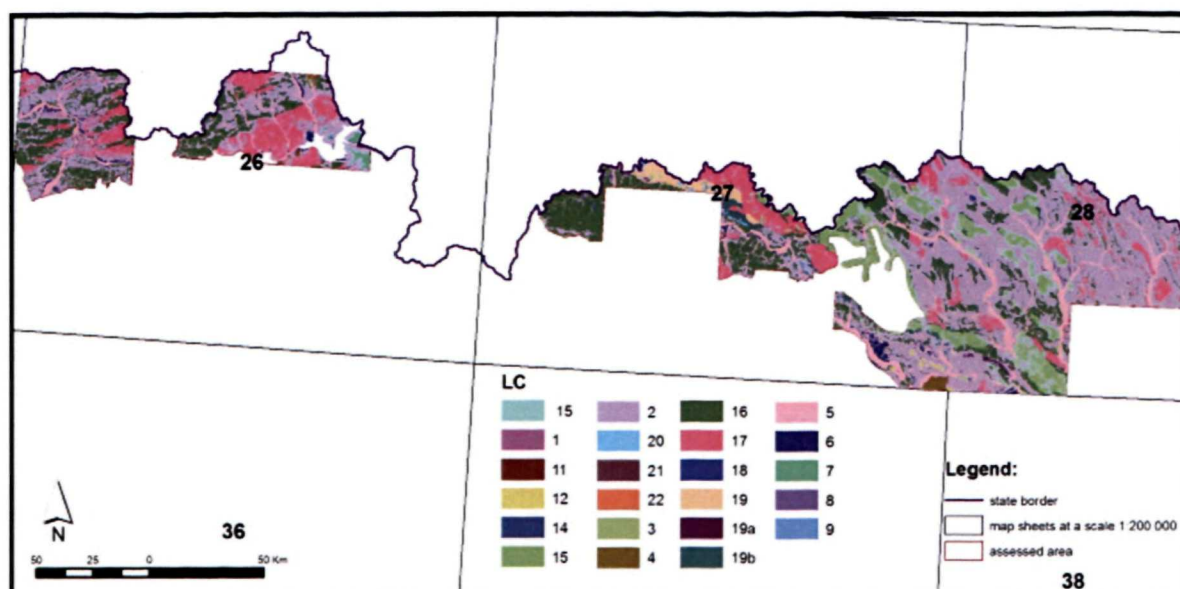 26
27
28
LC
15 2 16 5
1 20 17 6
11 21 18 7
12 22 19 8
14 3 19a 9
15 4 19b
Legend:
state border
map sheets at a scale 1 200 000
assessed area
N
36
50 25 0 50 Km
38